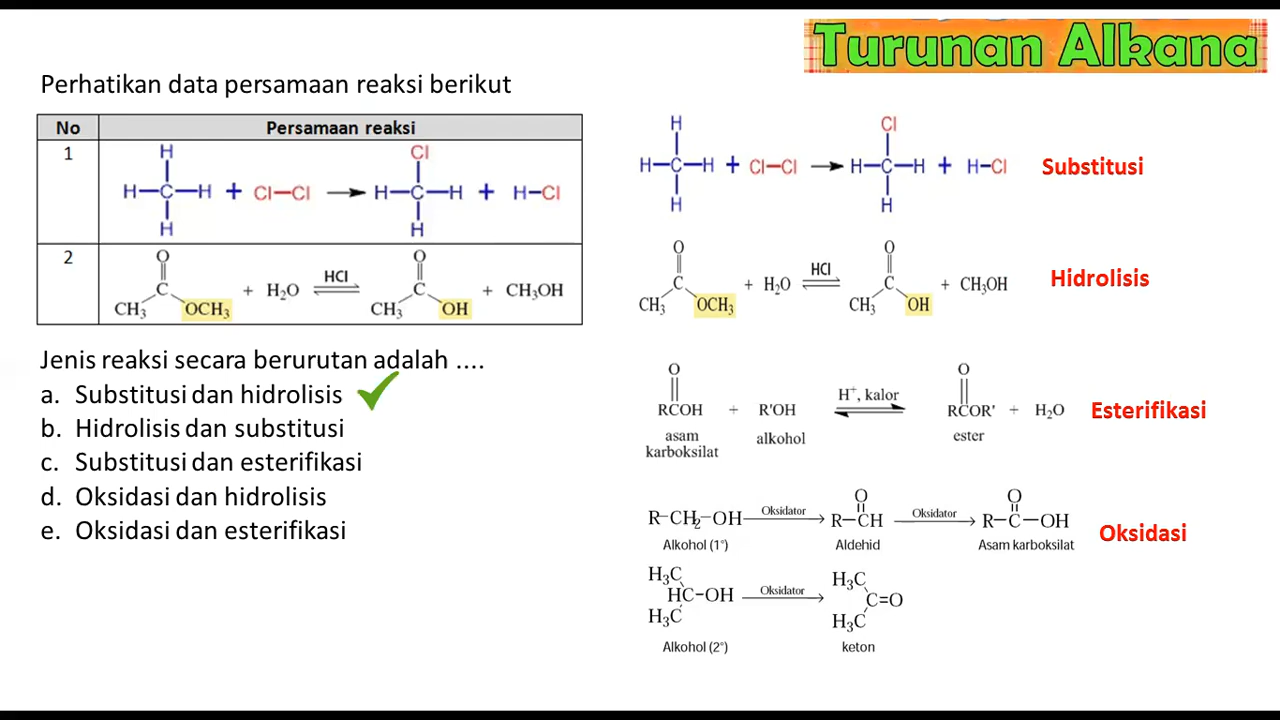 Turunan Alkana
Perhatikan data persamaan reaksi berikut
No Persamaan reaksi
1
H
H–C–H + Cl–Cl → H–C–H + H–Cl
Cl
H
H
2
O
O
C + H₂O HCl ⇌ C + CH₃OH
CH₃ OCH₃ CH₃ OH
Jenis reaksi secara berurutan adalah ....
a. Substitusi dan hidrolisis
b. Hidrolisis dan substitusi
c. Substitusi dan esterifikasi
d. Oksidasi dan hidrolisis
e. Oksidasi dan esterifikasi
H
Cl
H–C–H + Cl–Cl → H–C–H + H–Cl Substitusi
H
H
O
O
C + H₂O HCl ⇌ C + CH₃OH Hidrolisis
CH₃ OCH₃ CH₃ OH
O
O
H⁺, kalor
RCOH + R'OH ⇌ RCOR' + H₂O Esterifikasi
asam karboksilat
alkohol
ester
O
O
R–CH₂–OH Oksidator → R–CH Oksidator → R–C–OH Oksidasi
Alkohol (1°) Aldehid Asam karboksilat
H₃C H₃C
HC–OH Oksidator → C=O
H₃C H₃C
Alkohol (2°) keton